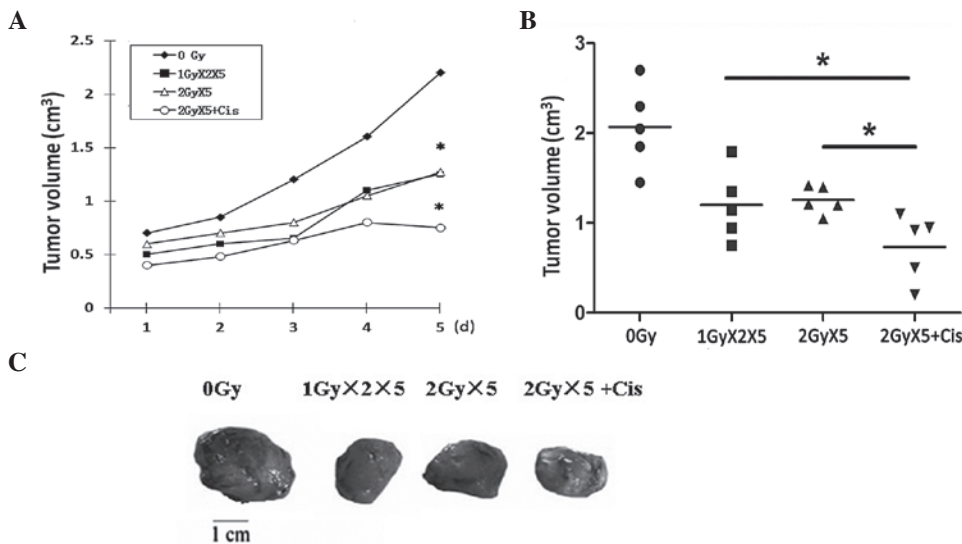 A
Tumor volume (cm³)
2.5
2
1.5
1
0.5
0
0 Gy
1GyX2X5
2GyX5
2GyX5+Cis
*
*
1 2 3 4 5 (d)
B
Tumor volume (cm³)
3
2
1
0
*
*
0Gy 1GyX2X5 2GyX5 2GyX5+Cis
C
0Gy 1Gy×2×5 2Gy×5 2Gy×5 +Cis
1 cm